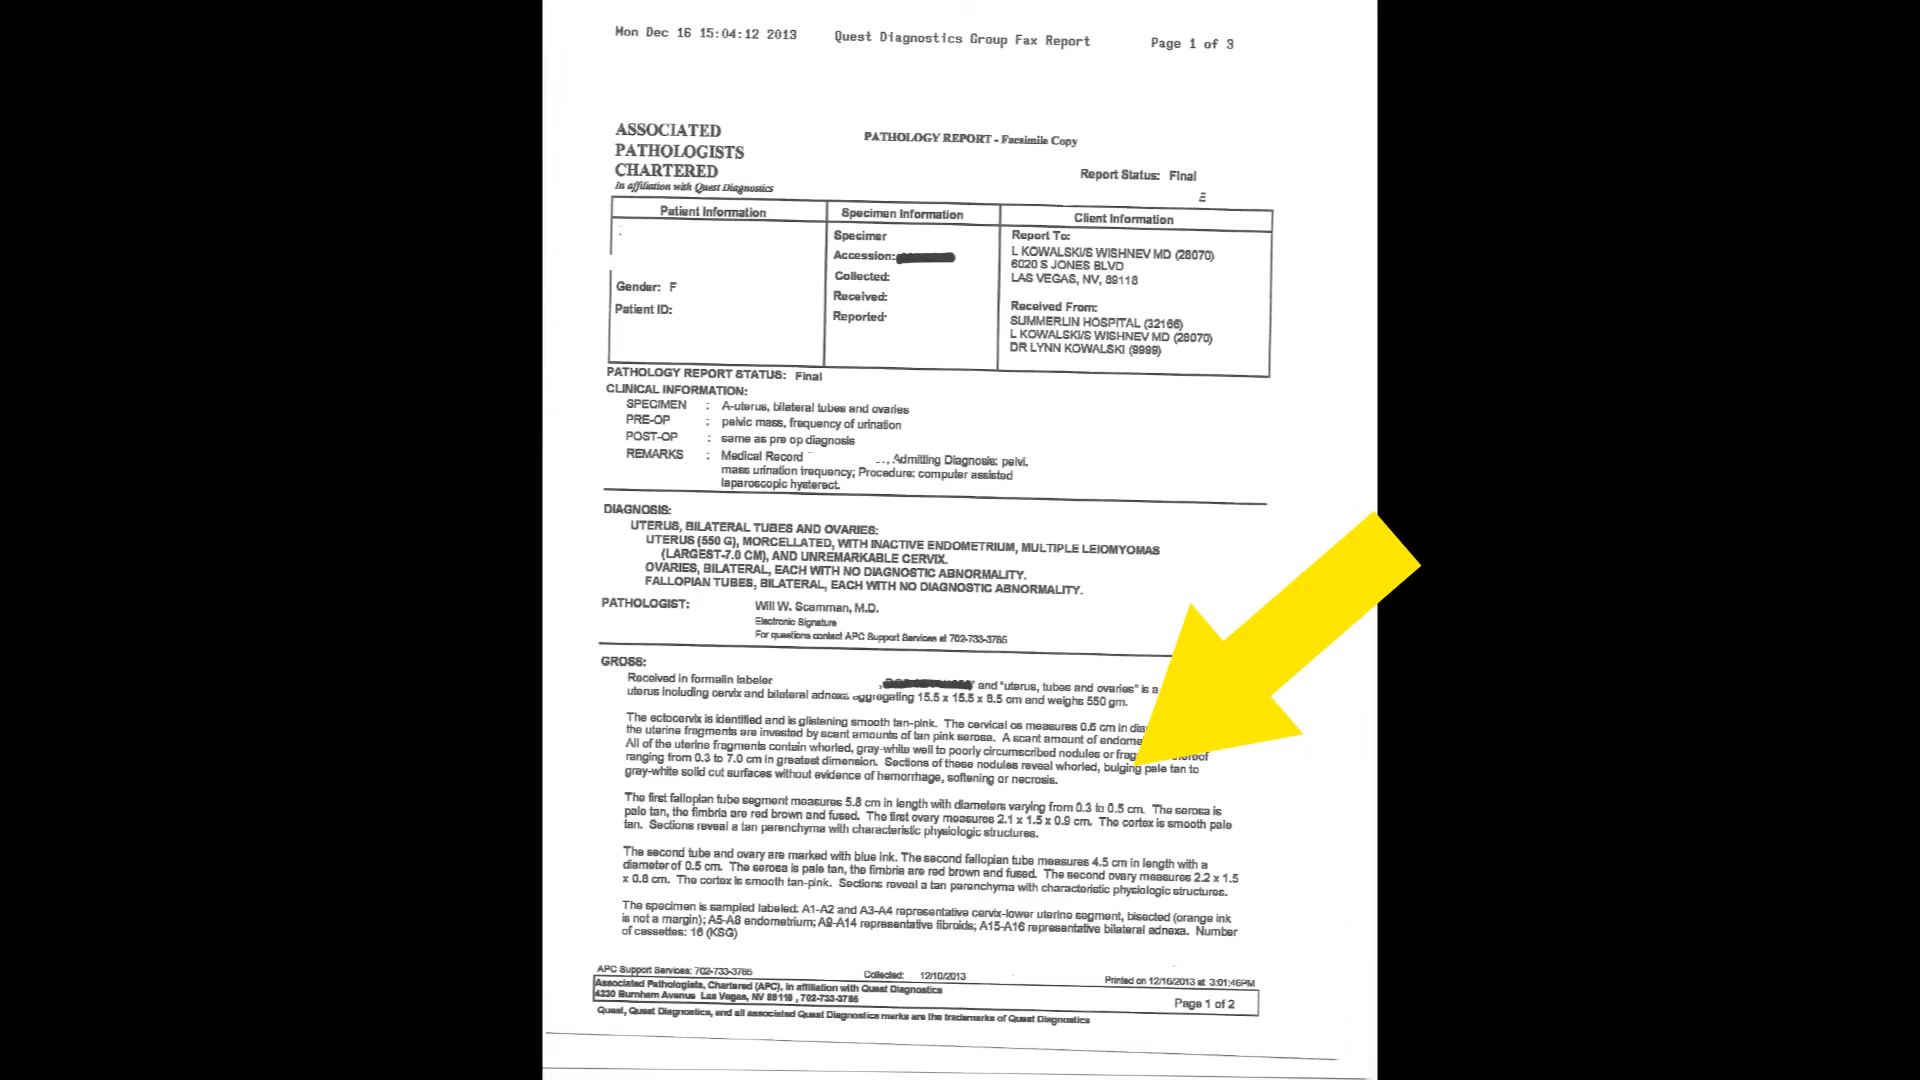 Mon Dec 16 15:04:12 2013 Quest Diagnostics Group Fax Report Page 1 of 3
ASSOCIATED
PATHOLOGISTS
CHARTERED
In affiliation with Quest Diagnostics
PATHOLOGY REPORT - Facsimile Copy
Report Status: Final
Patient Information Specimen Information Client Information
Gender: F
Patient ID:
Specimen
Accession:
Collected:
Received:
Reported
Report To:
L KOWALSKI/S WISHNEV MD (28070)
6020 S JONES BLVD
LAS VEGAS, NV, 89118
Received From:
SUMMERLIN HOSPITAL (32166)
L KOWALSKI/S WISHNEV MD (28070)
DR LYNN KOWALSKI (9999)
PATHOLOGY REPORT STATUS: Final
CLINICAL INFORMATION:
SPECIMEN : A-uterus, bilateral tubes and ovaries
PRE-OP : pelvic mass, frequency of urination
POST-OP : same as pre op diagnosis
REMARKS : Medical Record , Admitting Diagnosis: pelvi.
mass urination frequency; Procedure: computer assisted
laparoscopic hysterect.
DIAGNOSIS:
UTERUS, BILATERAL TUBES AND OVARIES:
UTERUS (550 G), MORCELLATED, WITH INACTIVE ENDOMETRIUM, MULTIPLE LEIOMYOMAS
(LARGEST-7.0 CM), AND UNREMARKABLE CERVIX.
OVARIES, BILATERAL, EACH WITH NO DIAGNOSTIC ABNORMALITY.
FALLOPIAN TUBES, BILATERAL, EACH WITH NO DIAGNOSTIC ABNORMALITY.
PATHOLOGIST: Will W. Scamman, M.D.
Electronic Signature
For questions contact APC Support Services at 702-733-3785
GROSS:
Received in formalin labeler , and "uterus, tubes and ovaries" is a
uterus including cervix and bilateral adnexa aggregating 15.5 x 15.5 x 8.5 cm and weighs 550 gm.
The ectocervix is identified and is glistening smooth tan-pink. The cervical os measures 0.6 cm in
the uterine fragments are invested by scant amounts of tan pink serosa. A scant amount of
All of the uterine fragments contain whorled, gray-white well to poorly circumscribed nodules or
ranging from 0.3 to 7.0 cm in greatest dimension. Sections of these nodules reveal whorled, bulging pale tan to
gray-white solid cut surfaces without evidence of hemorrhage, softening or necrosis.
The first fallopian tube segment measures 5.8 cm in length with diameters varying from 0.3 to 0.5 cm. The serosa is
pale tan, the fimbria are red brown and fused. The first ovary measures 2.1 x 1.5 x 0.9 cm. The cortex is smooth pale
tan. Sections reveal a tan parenchyma with characteristic physiologic structures.
The second tube and ovary are marked with blue ink. The second fallopian tube measures 4.5 cm in length with a
diameter of 0.5 cm. The serosa is pale tan, the fimbria are red brown and fused. The second ovary measures 2.2 x 1.5
x 0.8 cm. The cortex is smooth tan-pink. Sections reveal a tan parenchyma with characteristic physiologic structures.
The specimen is sampled labeled: A1-A2 and A3-A4 representative cervix-lower uterine segment, bisected (orange ink
is not a margin); A5-A8 endometrium; A9-A14 representative fibroids; A15-A16 representative bilateral adnexa. Number
of cassettes: 16 (KSG)
APC Support Services: 702-733-3785 Collected: 12/10/2013 Printed on 12/16/2013 at 3:01:46PM
Associated Pathologists, Chartered (APC), in affiliation with Quest Diagnostics
4230 Burnham Avenue Las Vegas, NV 89119 , 702-733-3786
Page 1 of 2
Quest, Quest Diagnostics, and all associated Quest Diagnostics marks are the trademarks of Quest Diagnostics